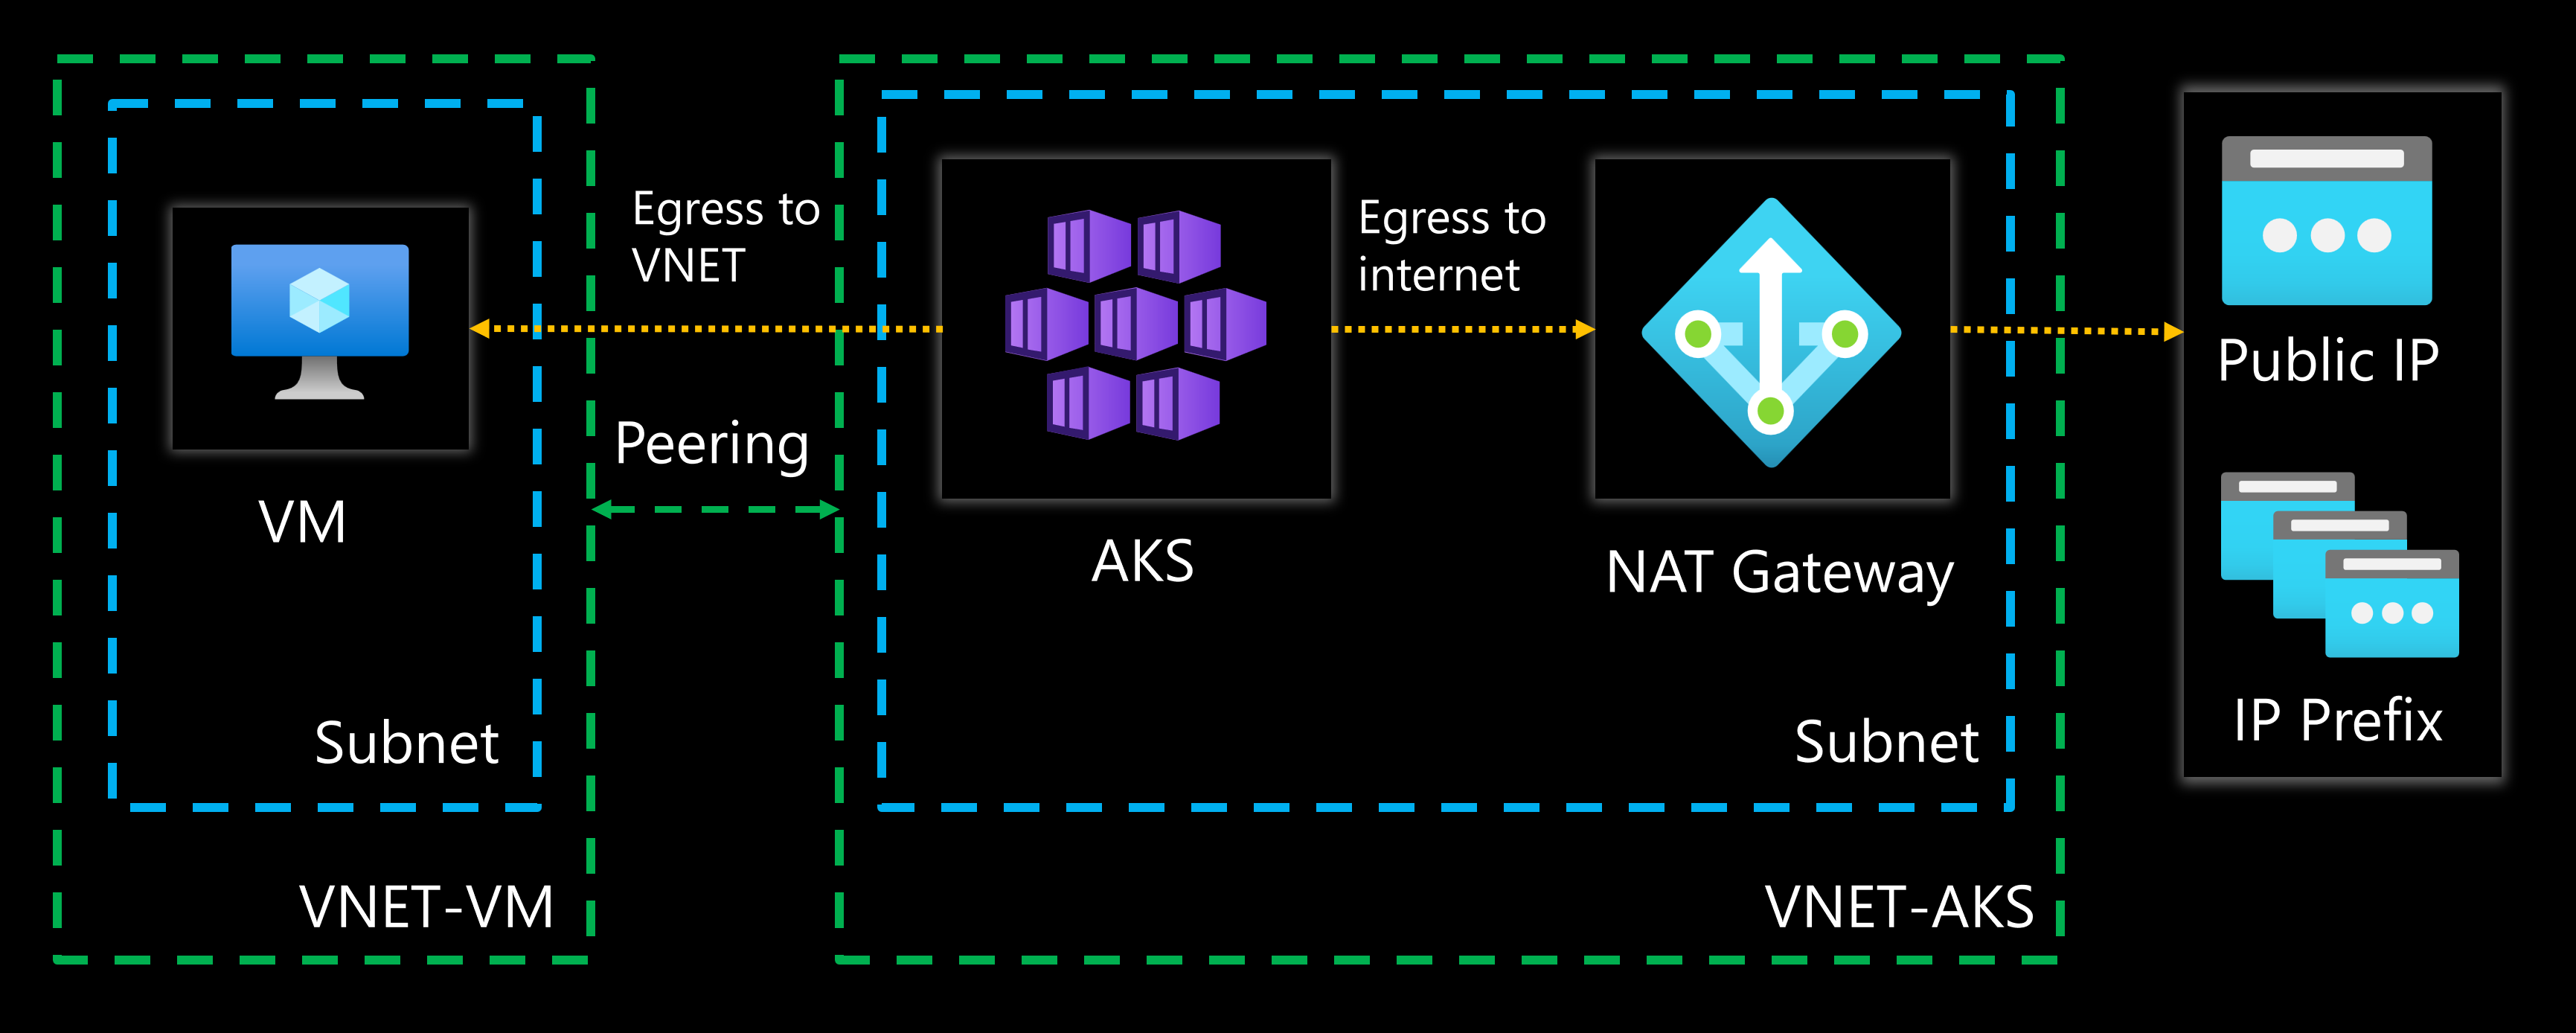 Egress to
VNET
Egress to
internet
Public IP
Peering
VM
AKS
NAT Gateway
IP Prefix
Subnet
Subnet
VNET-VM
VNET-AKS